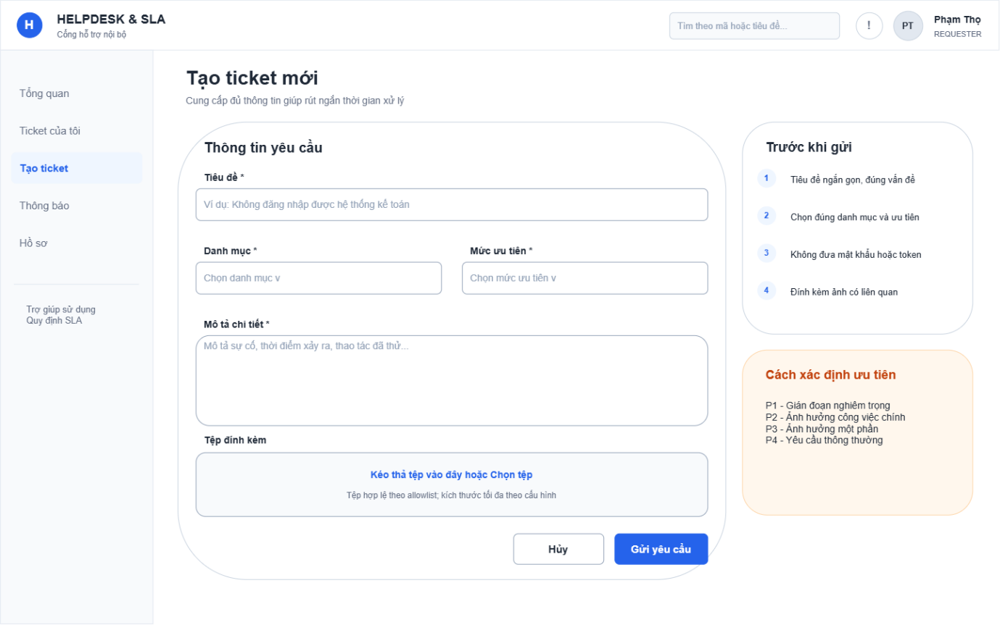 H
HELPDESK & SLA
Cổng hỗ trợ nội bộ
Tìm theo mã hoặc tiêu đề...
!
PT
Phạm Thọ
REQUESTER
Tổng quan
Ticket của tôi
Tạo ticket
Thông báo
Hồ sơ
Trợ giúp sử dụng
Quy định SLA
Tạo ticket mới
Cung cấp đủ thông tin giúp rút ngắn thời gian xử lý
Thông tin yêu cầu
Tiêu đề *
Ví dụ: Không đăng nhập được hệ thống kế toán
Danh mục *
Mức ưu tiên *
Chọn danh mục v
Chọn mức ưu tiên v
Mô tả chi tiết *
Mô tả sự cố, thời điểm xảy ra, thao tác đã thử...
Tệp đính kèm
Kéo thả tệp vào đây hoặc Chọn tệp
Tệp hợp lệ theo allowlist; kích thước tối đa theo cấu hình
Hủy
Gửi yêu cầu
Trước khi gửi
1 Tiêu đề ngắn gọn, đúng vấn đề
2 Chọn đúng danh mục và ưu tiên
3 Không đưa mật khẩu hoặc token
4 Đính kèm ảnh có liên quan
Cách xác định ưu tiên
P1 - Gián đoạn nghiêm trọng
P2 - Ảnh hưởng công việc chính
P3 - Ảnh hưởng một phần
P4 - Yêu cầu thông thường